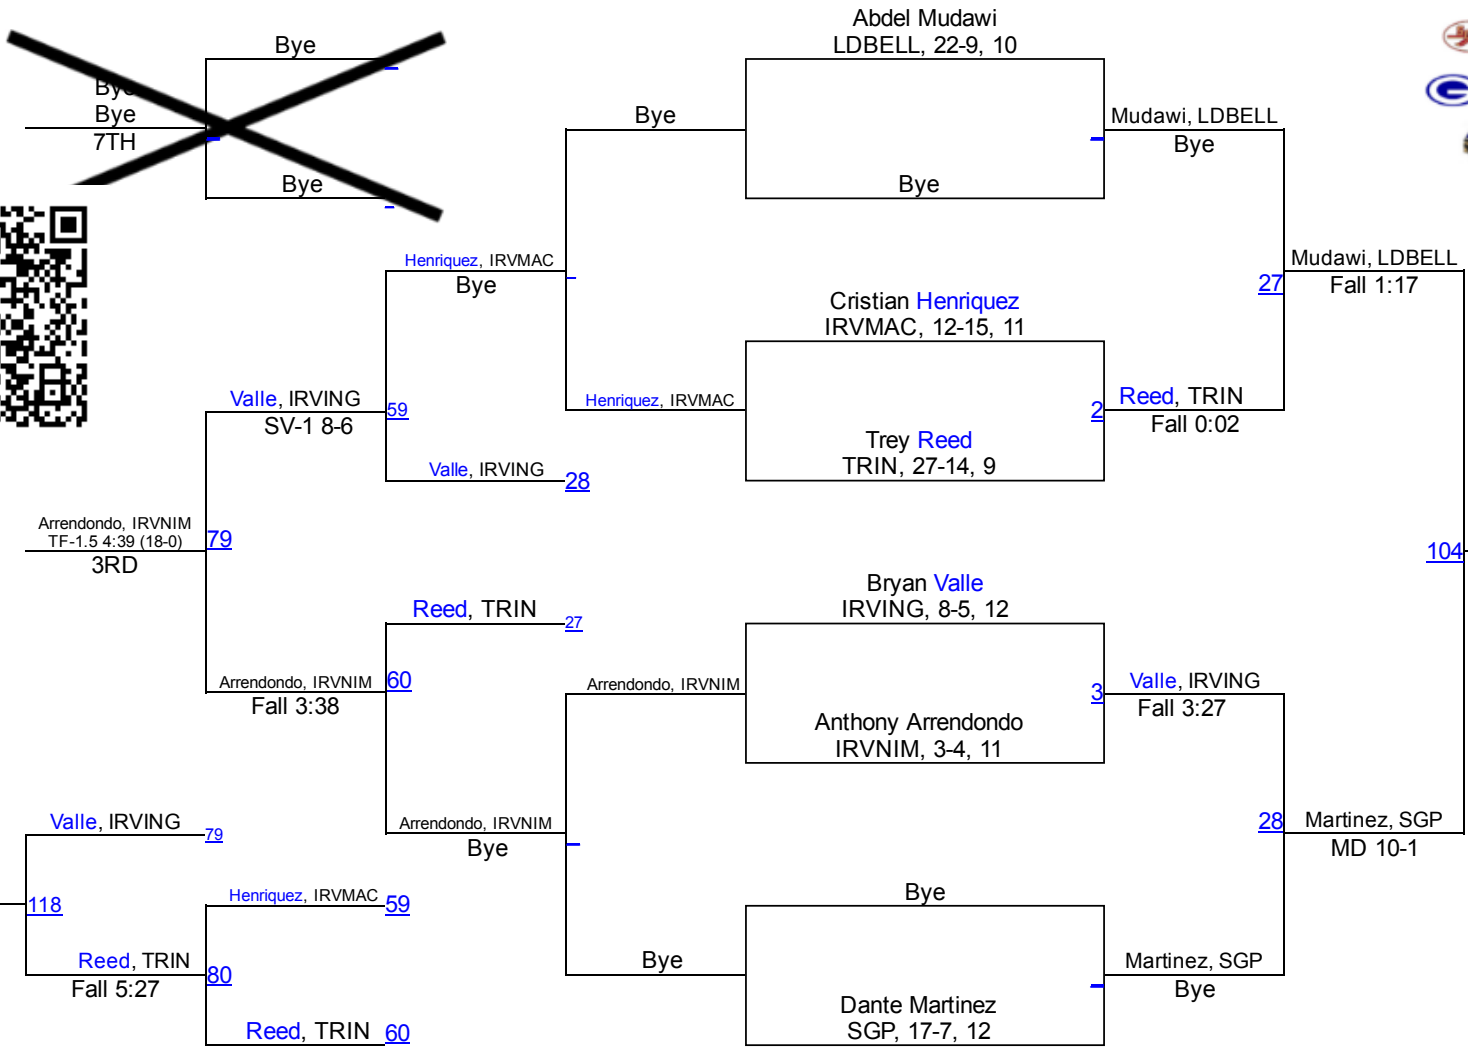 Abdel Mudawi
LDBELL, 22-9, 10
Bye
Bye
Bye
7TH
Bye
Bye
Mudawi, LDBELL
Bye
Bye
Henriquez, IRVMAC
Bye
Mudawi, LDBELL
Fall 1:17
27
Cristian Henriquez
IRVMAC, 12-15, 11
Valle, IRVING
SV-1 8-6
59
Henriquez, IRVMAC
2
Reed, TRIN
Fall 0:02
Trey Reed
TRIN, 27-14, 9
Valle, IRVING
28
Arrendondo, IRVNIM
TF-1.5 4:39 (18-0)
3RD
79
104
Bryan Valle
IRVING, 8-5, 12
Reed, TRIN
27
Arrendondo, IRVNIM
Fall 3:38
60
Arrendondo, IRVNIM
3
Valle, IRVING
Fall 3:27
Anthony Arrendondo
IRVNIM, 3-4, 11
Valle, IRVING
79
Arrendondo, IRVNIM
Bye
28
Martinez, SGP
MD 10-1
118
Henriquez, IRVMAC
59
Bye
Reed, TRIN
Fall 5:27
80
Bye
Martinez, SGP
Bye
Dante Martinez
SGP, 17-7, 12
Reed, TRIN
60